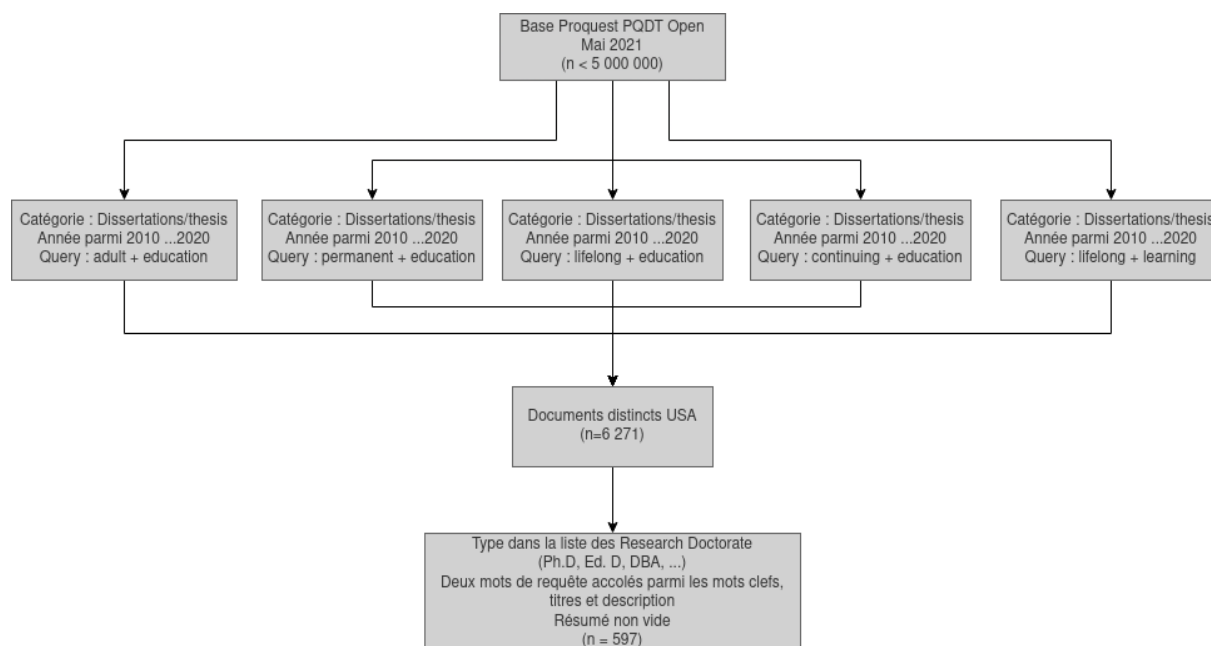 Base Proquest PQDT Open
Mai 2021
(n < 5 000 000)
Catégorie : Dissertations/thesis
Année parmi 2010 ...2020
Query : adult + education
Catégorie : Dissertations/thesis
Année parmi 2010 ...2020
Query : permanent + education
Catégorie : Dissertations/thesis
Année parmi 2010 ...2020
Query : lifelong + education
Catégorie : Dissertations/thesis
Année parmi 2010 ...2020
Query : continuing + education
Catégorie : Dissertations/thesis
Année parmi 2010 ...2020
Query : lifelong + learning
Documents distincts USA
(n=6 271)
Type dans la liste des Research Doctorate
(Ph.D, Ed. D, DBA, ...)
Deux mots de requête accolés parmi les mots clefs,
titres et description
Résumé non vide
(n = 597)